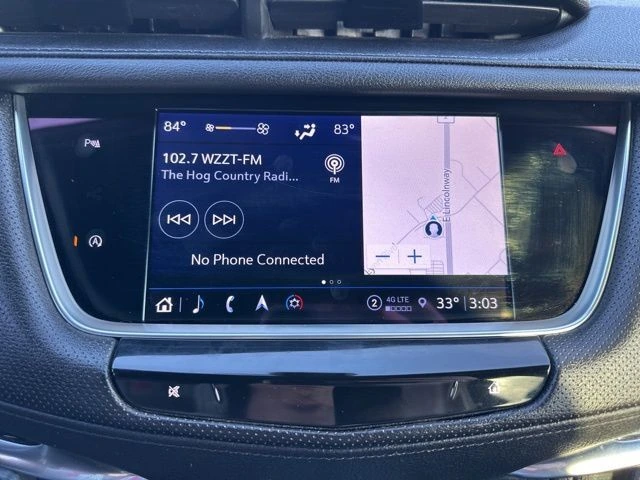 84° 83°
102.7 WZZT-FM
The Hog Country Radi...
FM
No Phone Connected
E Lincolnway
2 4G LTE 33° 3:03
P
A